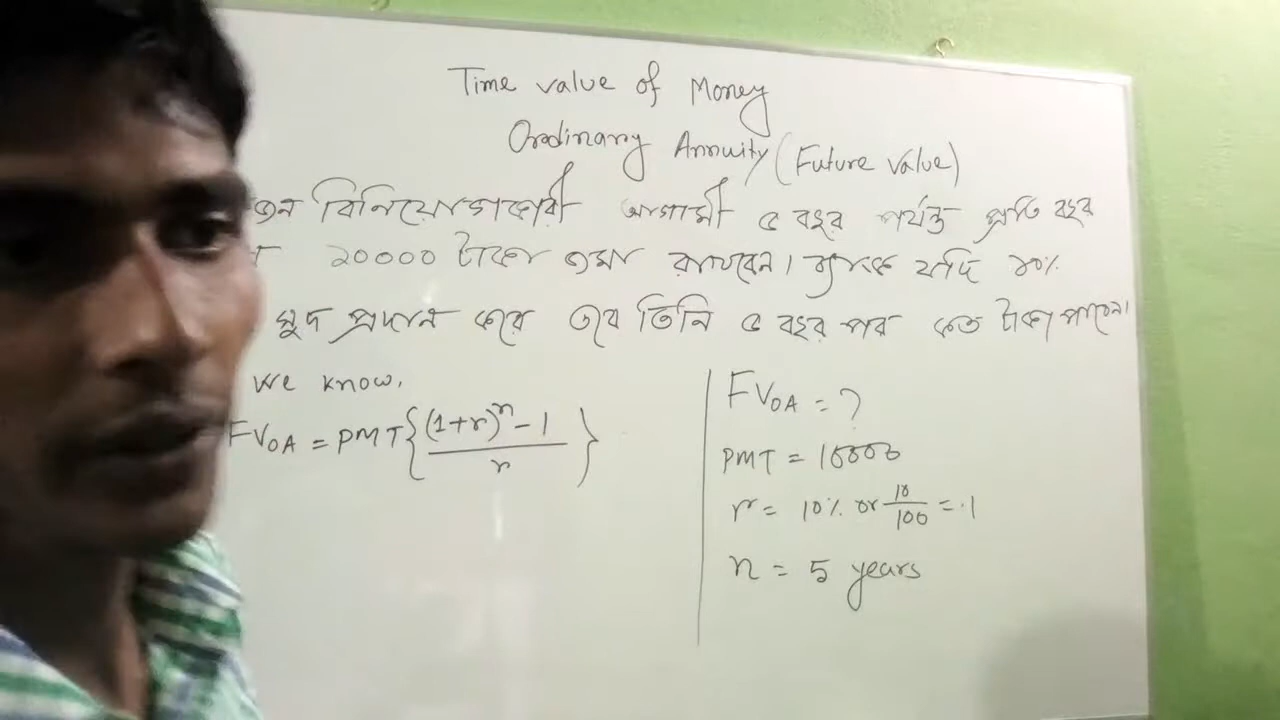 Time value of Money
Ordinary Annuity (Future Value)
বিনিয়োগকারী আগামী ৫ বছর পর্যন্ত প্রতি বছর
১০০০০ টাকা জমা রাখবেন। ব্যাংক যদি ১০%
সুদ প্রদান করে তবে তিনি ৫ বছর পর কত টাকা পাবেন।
We know,
FVOA = PMT{(1+r)^n - 1 / r}
FVOA = ?
PMT = 10000
r = 10% or 10/100 = .1
n = 5 years